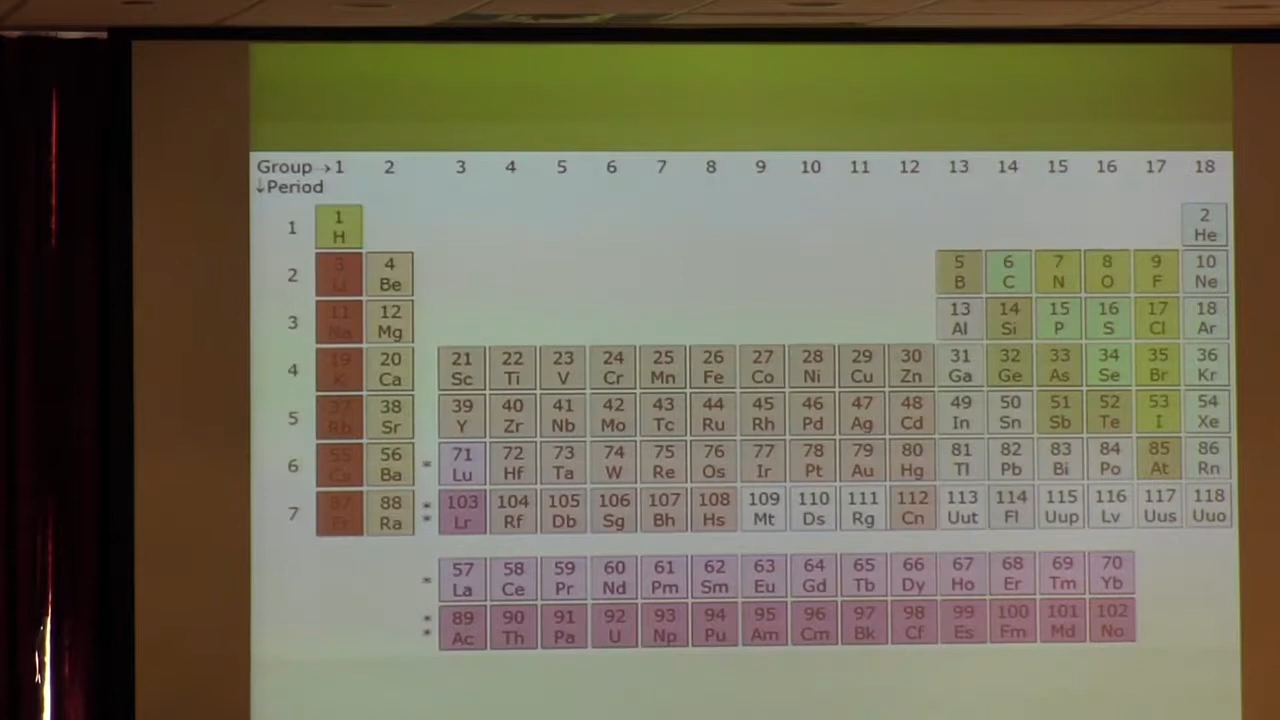 Group → 1 2 3 4 5 6 7 8 9 10 11 12 13 14 15 16 17 18
↓Period
1 2
1 H He
3 4 5 6 7 8 9 10
2 Li Be B C N O F Ne
11 12 13 14 15 16 17 18
3 Na Mg Al Si P S Cl Ar
19 20 21 22 23 24 25 26 27 28 29 30 31 32 33 34 35 36
4 K Ca Sc Ti V Cr Mn Fe Co Ni Cu Zn Ga Ge As Se Br Kr
37 38 39 40 41 42 43 44 45 46 47 48 49 50 51 52 53 54
5 Rb Sr Y Zr Nb Mo Tc Ru Rh Pd Ag Cd In Sn Sb Te I Xe
55 56 * 71 72 73 74 75 76 77 78 79 80 81 82 83 84 85 86
6 Cs Ba Lu Hf Ta W Re Os Ir Pt Au Hg Tl Pb Bi Po At Rn
87 88 * 103 104 105 106 107 108 109 110 111 112 113 114 115 116 117 118
7 Fr Ra * Lr Rf Db Sg Bh Hs Mt Ds Rg Cn Uut Fl Uup Lv Uus Uuo
* 57 58 59 60 61 62 63 64 65 66 67 68 69 70
La Ce Pr Nd Pm Sm Eu Gd Tb Dy Ho Er Tm Yb
* 89 90 91 92 93 94 95 96 97 98 99 100 101 102
* Ac Th Pa U Np Pu Am Cm Bk Cf Es Fm Md No